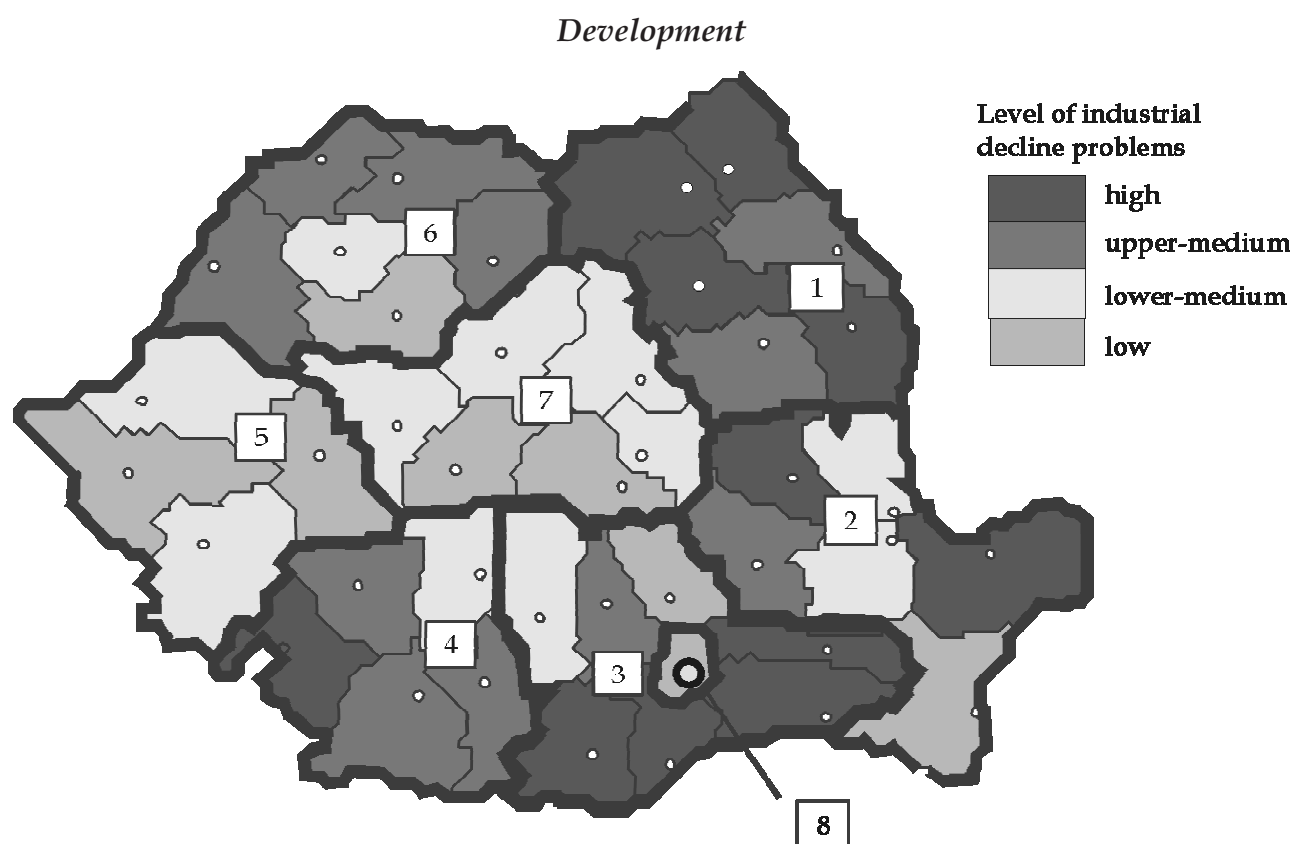 Development
Level of industrial
decline problems
high
upper-medium
lower-medium
low
6
1
7
5
2
4
3
8